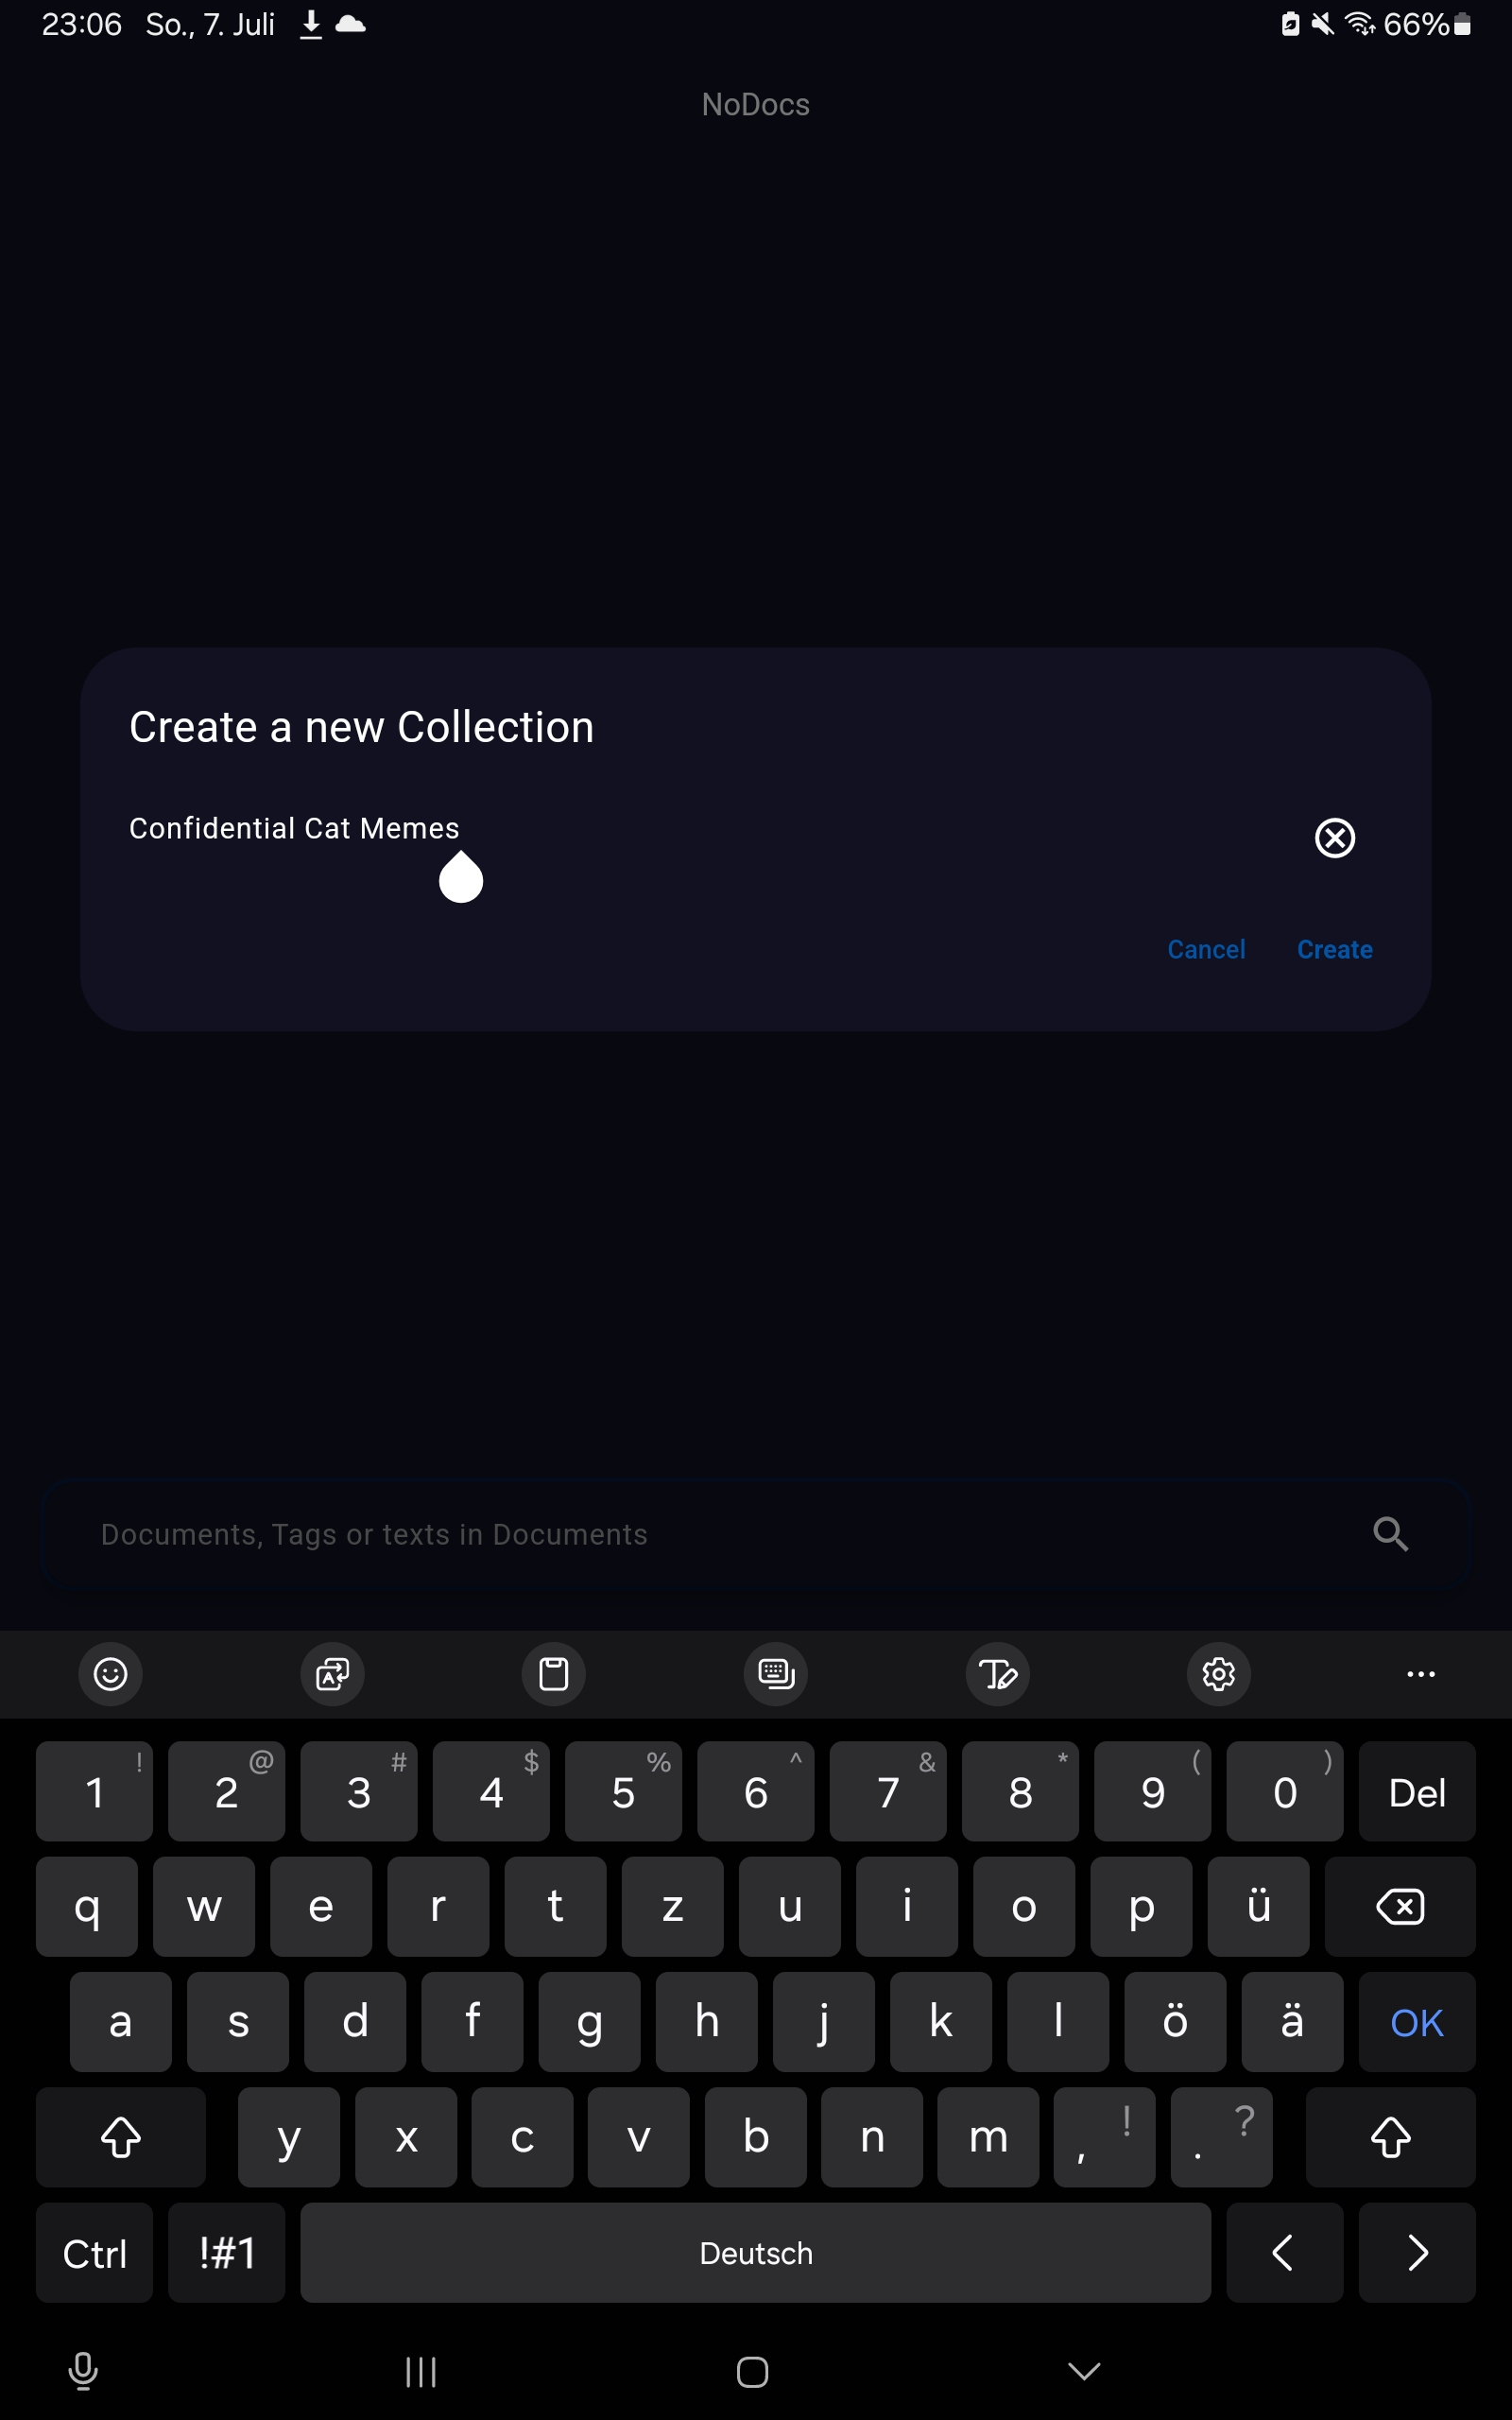 23:06 So., 7. Juli 66%
NoDocs
Create a new Collection
Confidential Cat Memes
Cancel Create
Documents, Tags or texts in Documents
! @ # $ % ^ & * ( )
1 2 3 4 5 6 7 8 9 0 Del
q w e r t z u i o p ü
a s d f g h j k l ö ä OK
! ?
y x c v b n m , .
Ctrl !#1 Deutsch